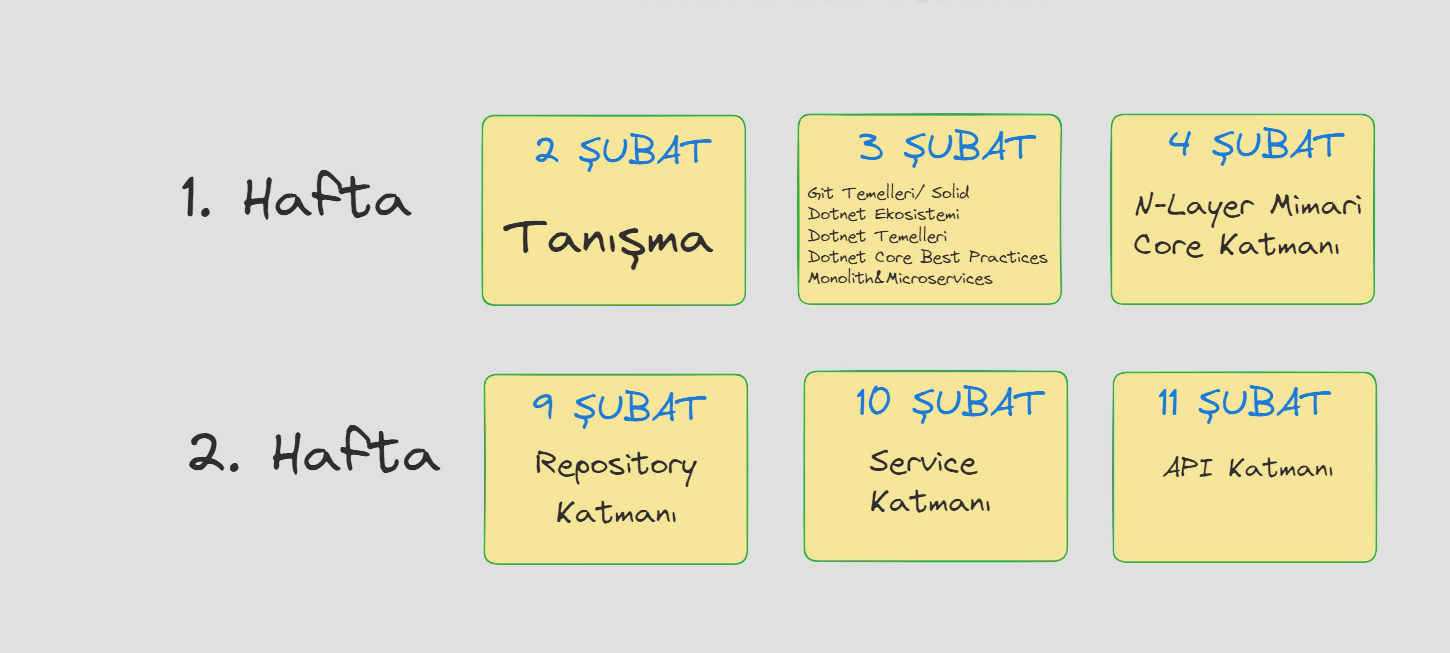 1. Hafta
2 ŞUBAT
Tanışma
3 ŞUBAT
Git Temelleri/ Solid
Dotnet Ekosistemi
Dotnet Temelleri
Dotnet Core Best Practices
Monolith&Microservices
4 ŞUBAT
N-Layer Mimari
Core Katmanı
2. Hafta
9 ŞUBAT
Repository
Katmanı
10 ŞUBAT
Service
Katmanı
11 ŞUBAT
API Katmanı